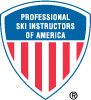 PROFESSIONAL
SKI INSTRUCTORS
OF AMERICA
®